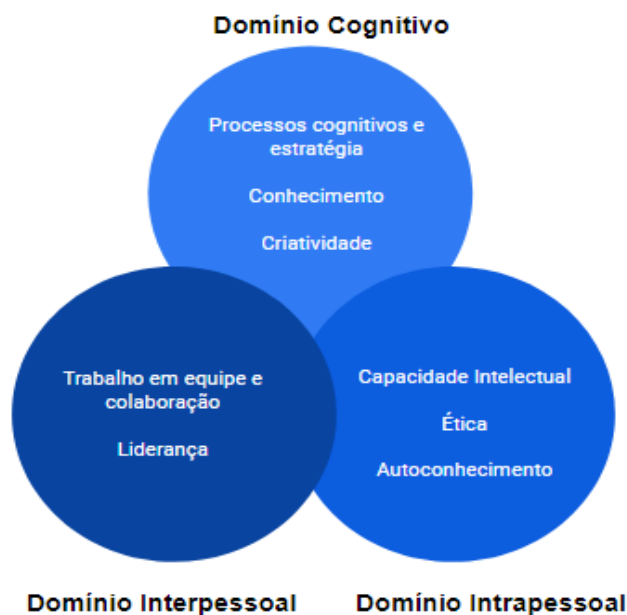 Domínio Cognitivo
Processos cognitivos e
estratégia
Conhecimento
Criatividade
Trabalho em equipe e
colaboração
Liderança
Capacidade Intelectual
Ética
Autoconhecimento
Domínio Interpessoal
Domínio Intrapessoal